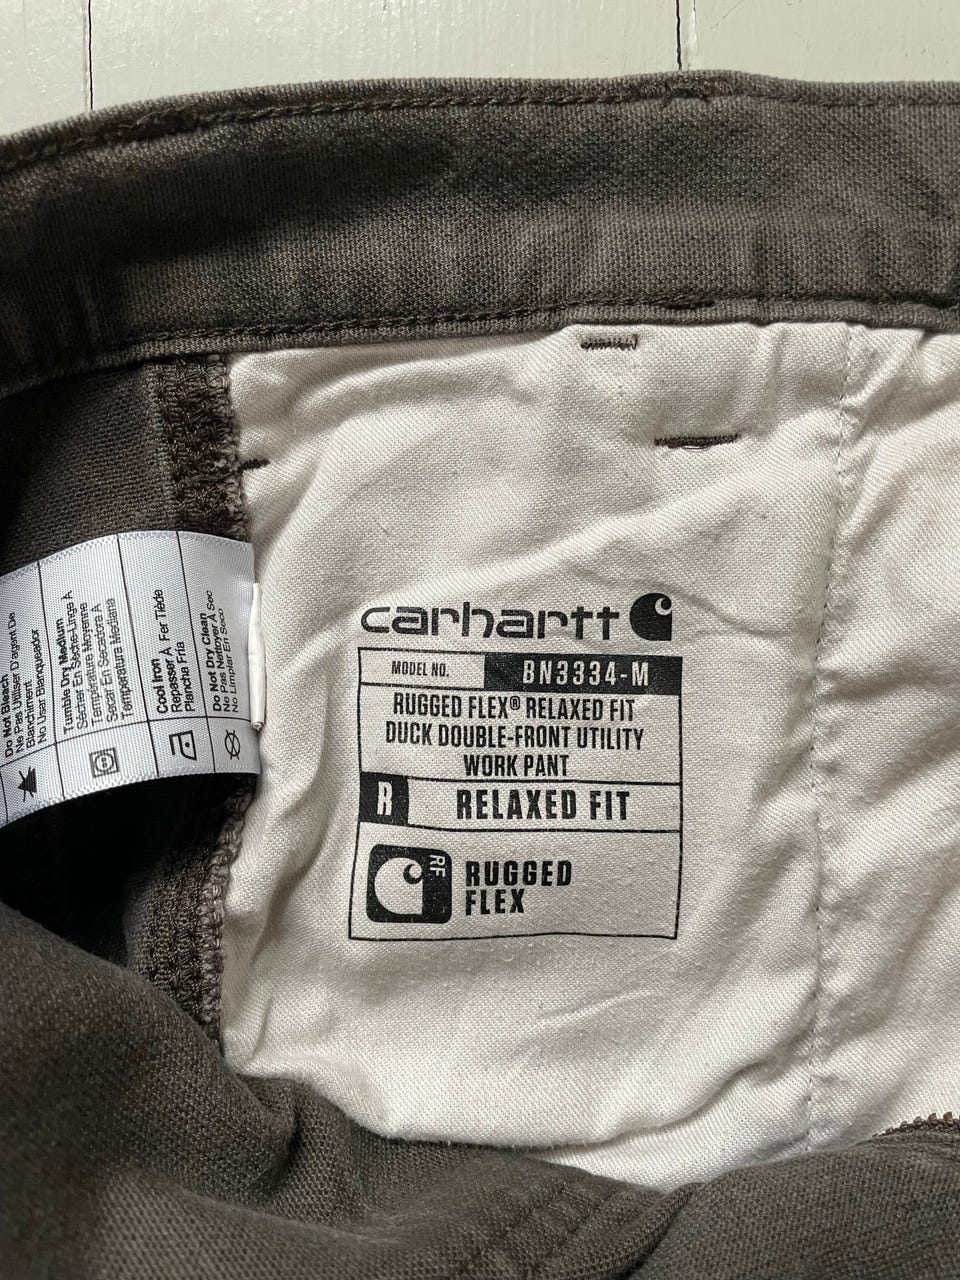 carhartt
MODEL NO. BN3334-M
RUGGED FLEX® RELAXED FIT
DUCK DOUBLE-FRONT UTILITY
WORK PANT
R RELAXED FIT
RF
RUGGED
FLEX
Do Not Bleach
Ne Pas Utiliser D'agent De
Blanchiment
No Usar Blanqueador
Tumble Dry Medium
Sécher En Sèche-Linge À
Température Moyenne
Secar En Secadora A
Temperatura Mediana
Cool Iron
Repasser À Fer Tiède
Plancha Fría
Do Not Dry Clean
Ne Pas Nettoyer À Sec
No Limpiar En Seco